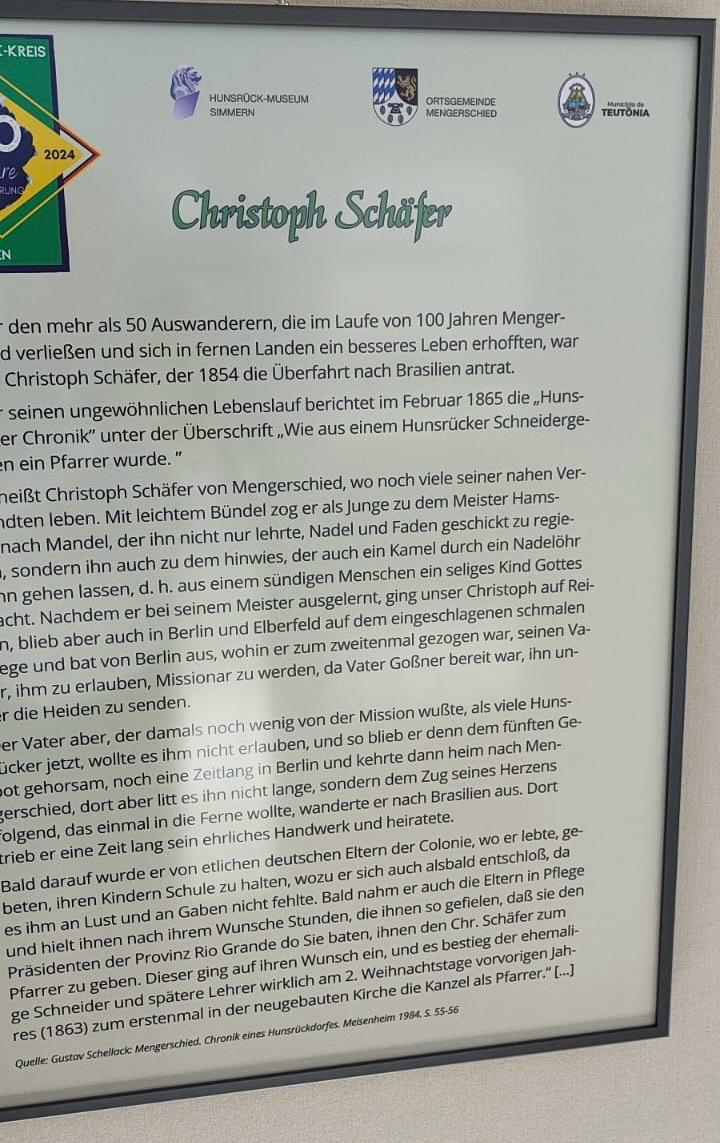 -KREIS
2024
re
RUNG
EN
HUNSRÜCK-MUSEUM
SIMMERN
ORTSGEMEINDE
MENGERSCHIED
Município de
TEUTÔNIA
Christoph Schäfer
r den mehr als 50 Auswanderern, die im Laufe von 100 Jahren Menger-
d verließen und sich in fernen Landen ein besseres Leben erhofften, war
Christoph Schäfer, der 1854 die Überfahrt nach Brasilien antrat.
r seinen ungewöhnlichen Lebenslauf berichtet im Februar 1865 die „Huns-
er Chronik“ unter der Überschrift „Wie aus einem Hunsrücker Schneiderge-
en ein Pfarrer wurde.“
heißt Christoph Schäfer von Mengerschied, wo noch viele seiner nahen Ver-
ndten leben. Mit leichtem Bündel zog er als Junge zu dem Meister Hams-
nach Mandel, der ihn nicht nur lehrte, Nadel und Faden geschickt zu regie-
, sondern ihn auch zu dem hinwies, der auch ein Kamel durch ein Nadelöhr
nn gehen lassen, d. h. aus einem sündigen Menschen ein seliges Kind Gottes
acht. Nachdem er bei seinem Meister ausgelernt, ging unser Christoph auf Rei-
n, blieb aber auch in Berlin und Elberfeld auf dem eingeschlagenen schmalen
ege und bat von Berlin aus, wohin er zum zweitenmal gezogen war, seinen Va-
r, ihm zu erlauben, Missionar zu werden, da Vater Goßner bereit war, ihn un-
r die Heiden zu senden.
er Vater aber, der damals noch wenig von der Mission wußte, als viele Huns-
ücker jetzt, wollte es ihm nicht erlauben, und so blieb er denn dem fünften Ge-
bot gehorsam, noch eine Zeitlang in Berlin und kehrte dann heim nach Men-
gerschied, dort aber litt es ihn nicht lange, sondern dem Zug seines Herzens
folgend, das einmal in die Ferne wollte, wanderte er nach Brasilien aus. Dort
trieb er eine Zeit lang sein ehrliches Handwerk und heiratete.
Bald darauf wurde er von etlichen deutschen Eltern der Colonie, wo er lebte, ge-
beten, ihren Kindern Schule zu halten, wozu er sich auch alsbald entschloß, da
es ihm an Lust und an Gaben nicht fehlte. Bald nahm er auch die Eltern in Pflege
und hielt ihnen nach ihrem Wunsche Stunden, die ihnen so gefielen, daß sie den
Präsidenten der Provinz Rio Grande do Sie baten, ihnen den Chr. Schäfer zum
Pfarrer zu geben. Dieser ging auf ihren Wunsch ein, und es bestieg der ehemali-
ge Schneider und spätere Lehrer wirklich am 2. Weihnachtstage vorvorigen Jah-
res (1863) zum erstenmal in der neugebauten Kirche die Kanzel als Pfarrer.“ [...]
Quelle: Gustav Schellack: Mengerschied. Chronik eines Hunsrückdorfes. Meisenheim 1984, S. 55-56